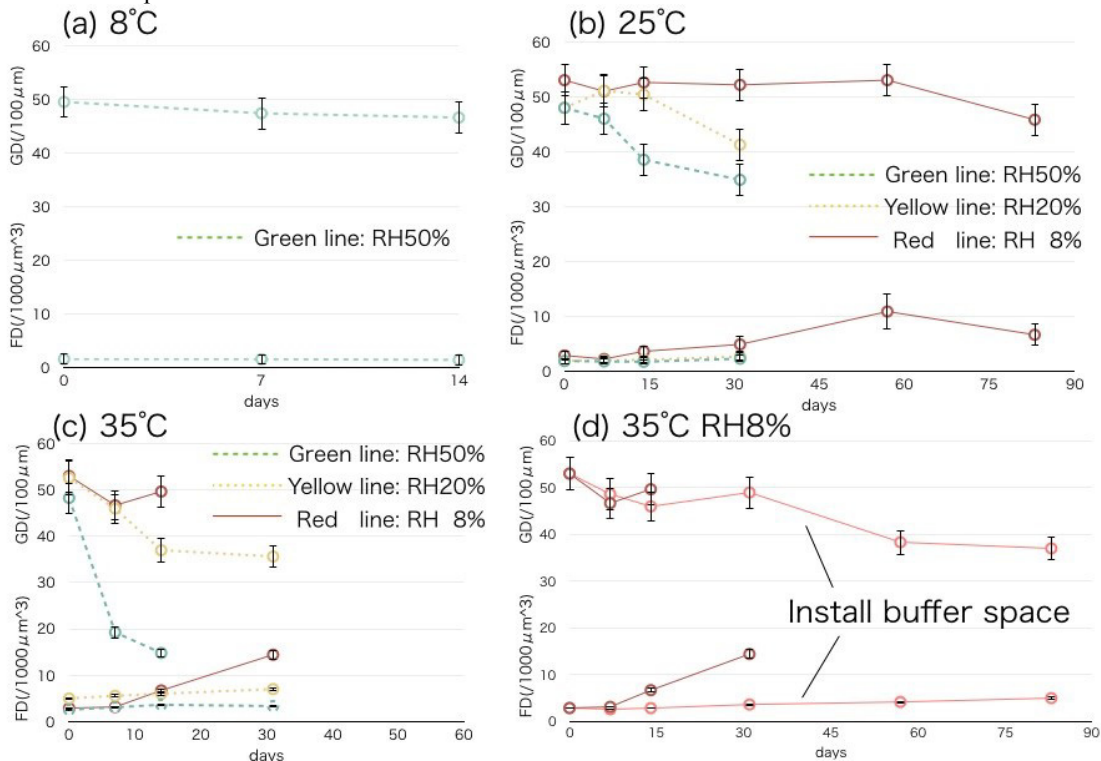 (a) 8°C
60
50
40
30
20
10
0
GD(/100μm)
FD(/1000μm^3)
Green line: RH50%
0 7 14
days
(b) 25°C
60
50
40
30
20
10
0
GD(/100μm)
FD(/1000μm^3)
Green line: RH50%
Yellow line: RH20%
Red line: RH 8%
0 15 30 45 60 75 90
days
(c) 35°C
60
50
40
30
20
10
0
GD(/100μm)
FD(/1000μm^3)
Green line: RH50%
Yellow line: RH20%
Red line: RH 8%
0 10 20 30 40 50 60
days
(d) 35°C RH8%
60
50
40
30
20
10
0
GD(/100μm)
FD(/1000μm^3)
Install buffer space
0 15 30 45 60 75 90
days